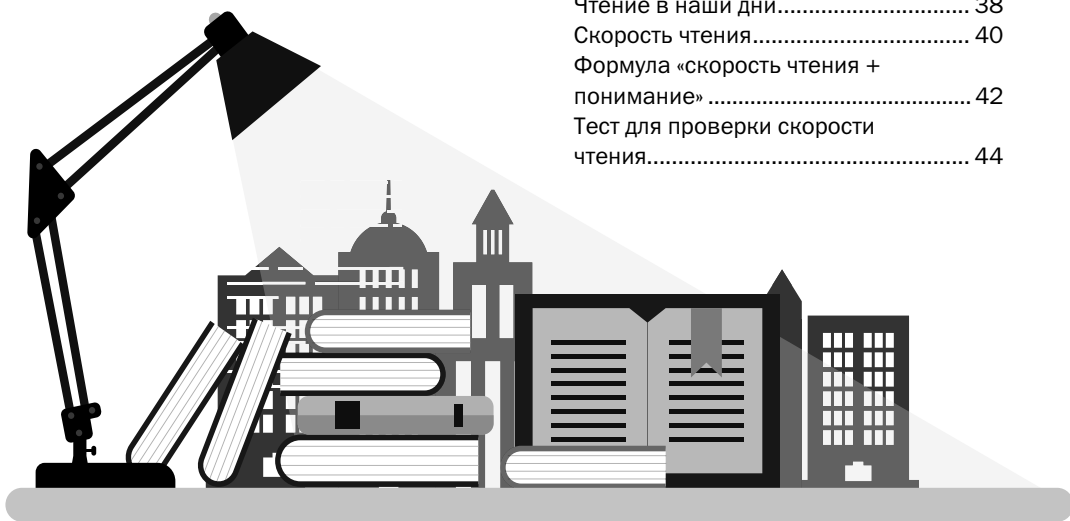 Чтение в наши дни............................... 38
Скорость чтения................................... 40
Формула «скорость чтения +
понимание» .......................................... 42
Тест для проверки скорости
чтения.................................................... 44